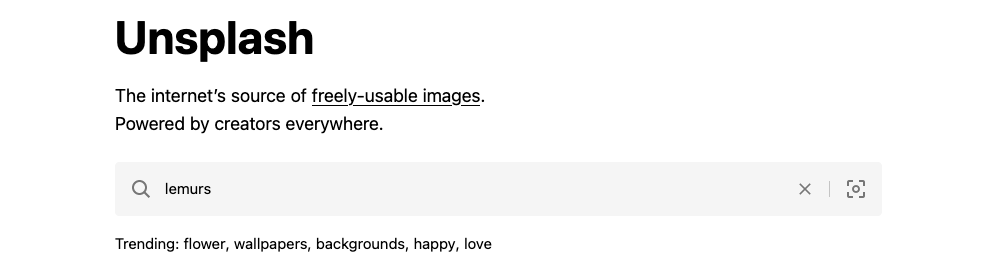 Unsplash
The internet’s source of freely-usable images.
Powered by creators everywhere.
lemurs
Trending: flower, wallpapers, backgrounds, happy, love